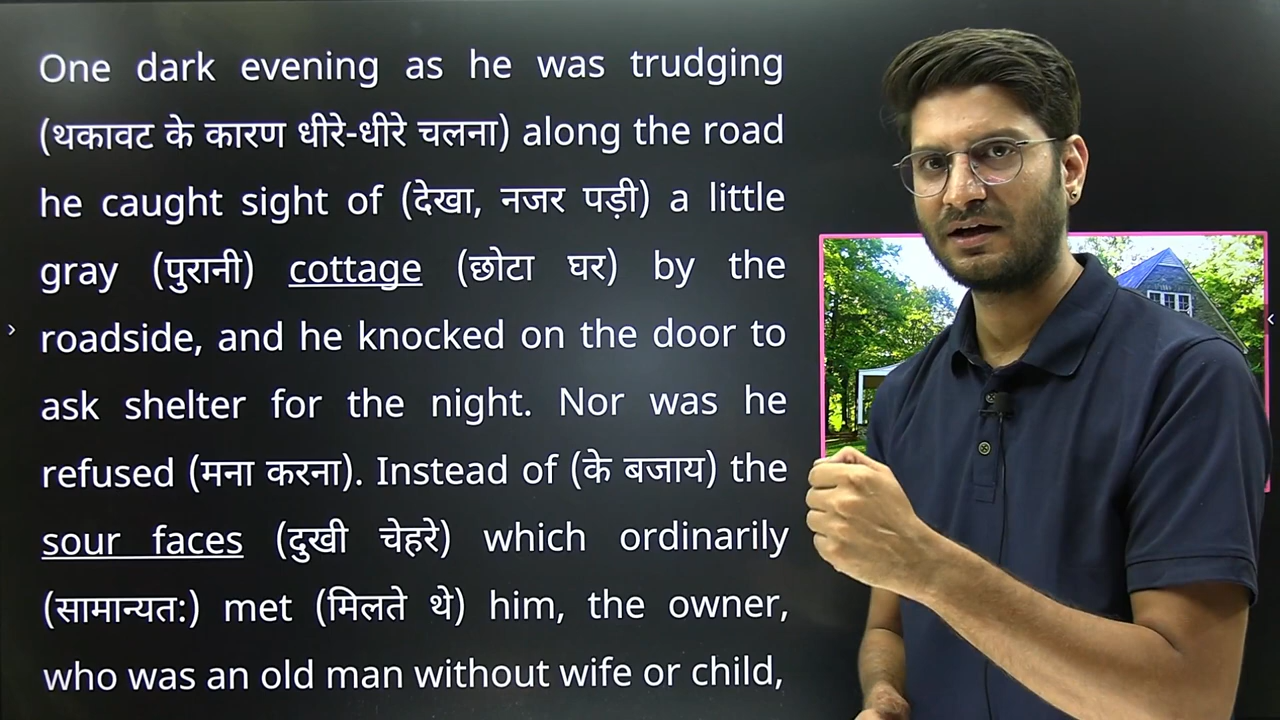 One dark evening as he was trudging
(थकावट के कारण धीरे-धीरे चलना) along the road
he caught sight of (देखा, नजर पड़ी) a little
gray (पुरानी) cottage (छोटा घर) by the
roadside, and he knocked on the door to
ask shelter for the night. Nor was he
refused (मना करना). Instead of (के बजाय) the
sour faces (दुखी चेहरे) which ordinarily
(सामान्यत:) met (मिलते थे) him, the owner,
who was an old man without wife or child,